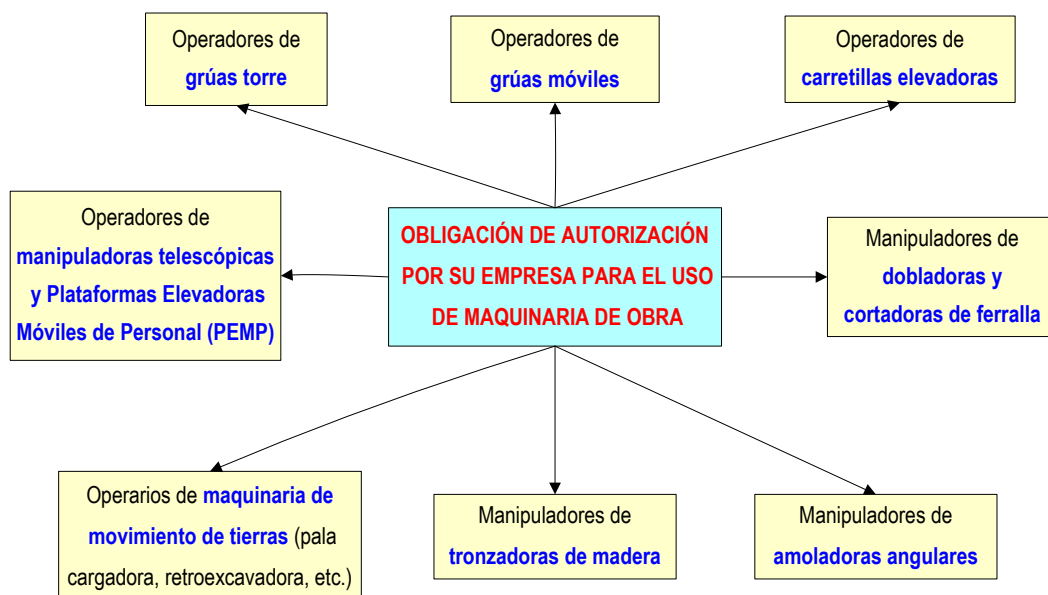 Operadores de
grúas torre
Operadores de
grúas móviles
Operadores de
carretillas elevadoras
Operadores de
manipuladoras telescópicas
y Plataformas Elevadoras
Móviles de Personal (PEMP)
OBLIGACIÓN DE AUTORIZACIÓN
POR SU EMPRESA PARA EL USO
DE MAQUINARIA DE OBRA
Manipuladores de
dobladoras y
cortadoras de ferralla
Operarios de maquinaria de
movimiento de tierras (pala
cargadora, retroexcavadora, etc.)
Manipuladores de
tronzadoras de madera
Manipuladores de
amoladoras angulares